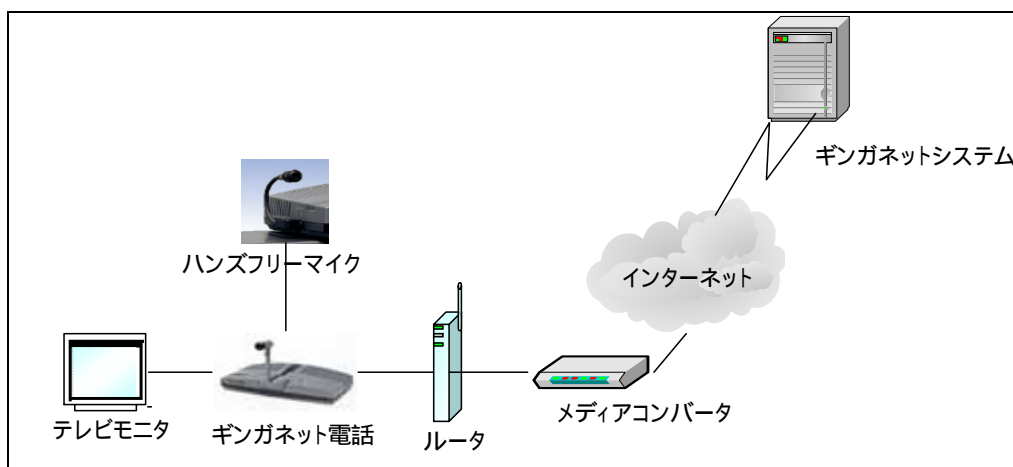 ギンガネットシステム
ハンズフリーマイク
インターネット
テレビモニタ
ギンガネット電話
ルータ
メディアコンバータ